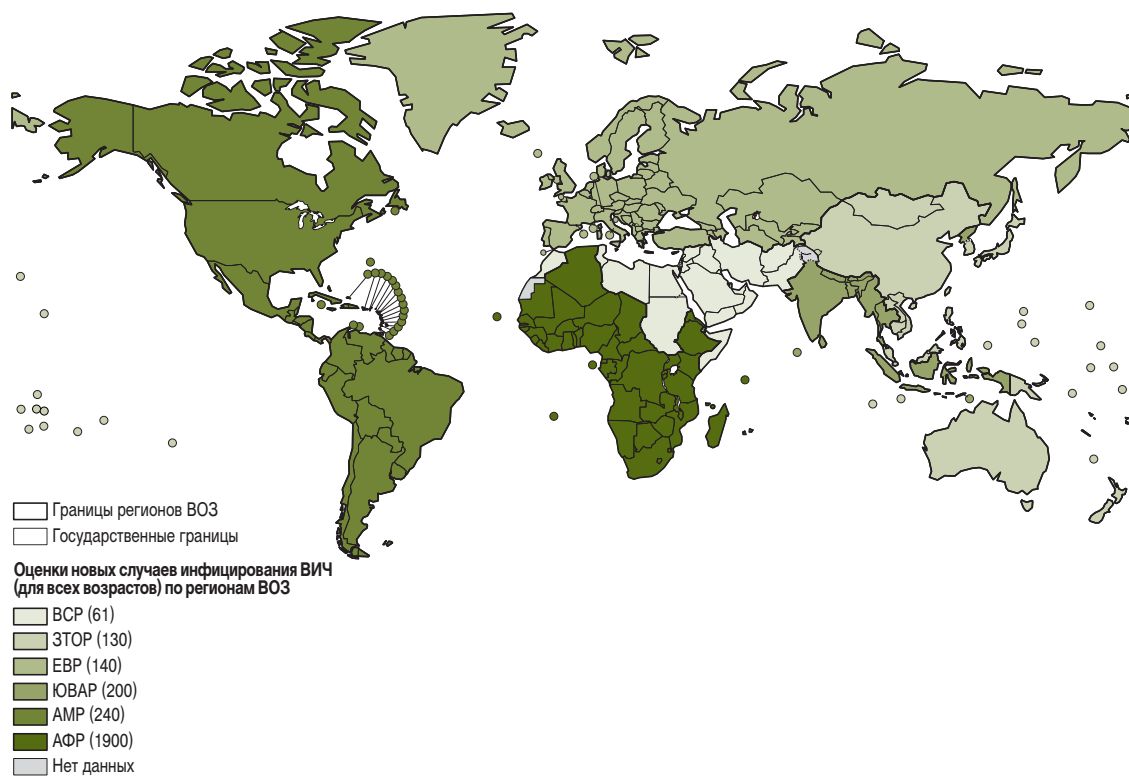 Границы регионов ВОЗ
Государственные границы
Оценки новых случаев инфицирования ВИЧ
(для всех возрастов) по регионам ВОЗ
ВСР (61)
ЗТОР (130)
ЕВР (140)
ЮВАР (200)
АМР (240)
АФР (1900)
Нет данных